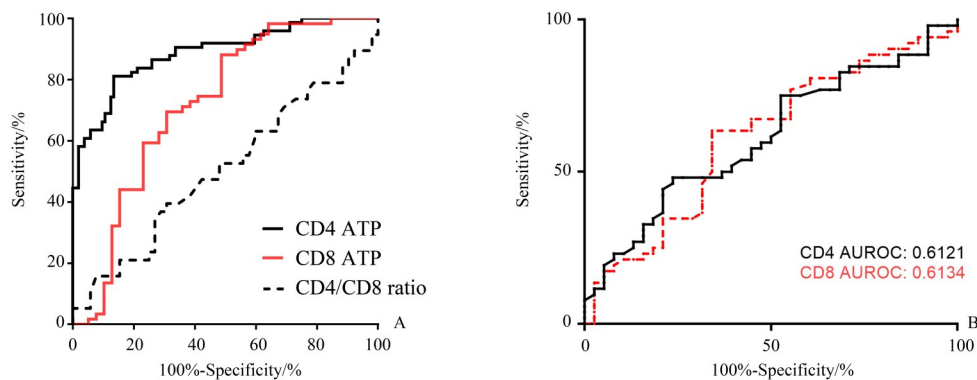 100
80
60
40
20
0
Sensitivity/%
CD4 ATP
CD8 ATP
CD4/CD8 ratio
A
0 20 40 60 80 100
100%-Specificity/%
100
50
0
Sensitivity/%
CD4 AUROC: 0.6121
CD8 AUROC: 0.6134
B
0 50 100
100%-Specificity/%